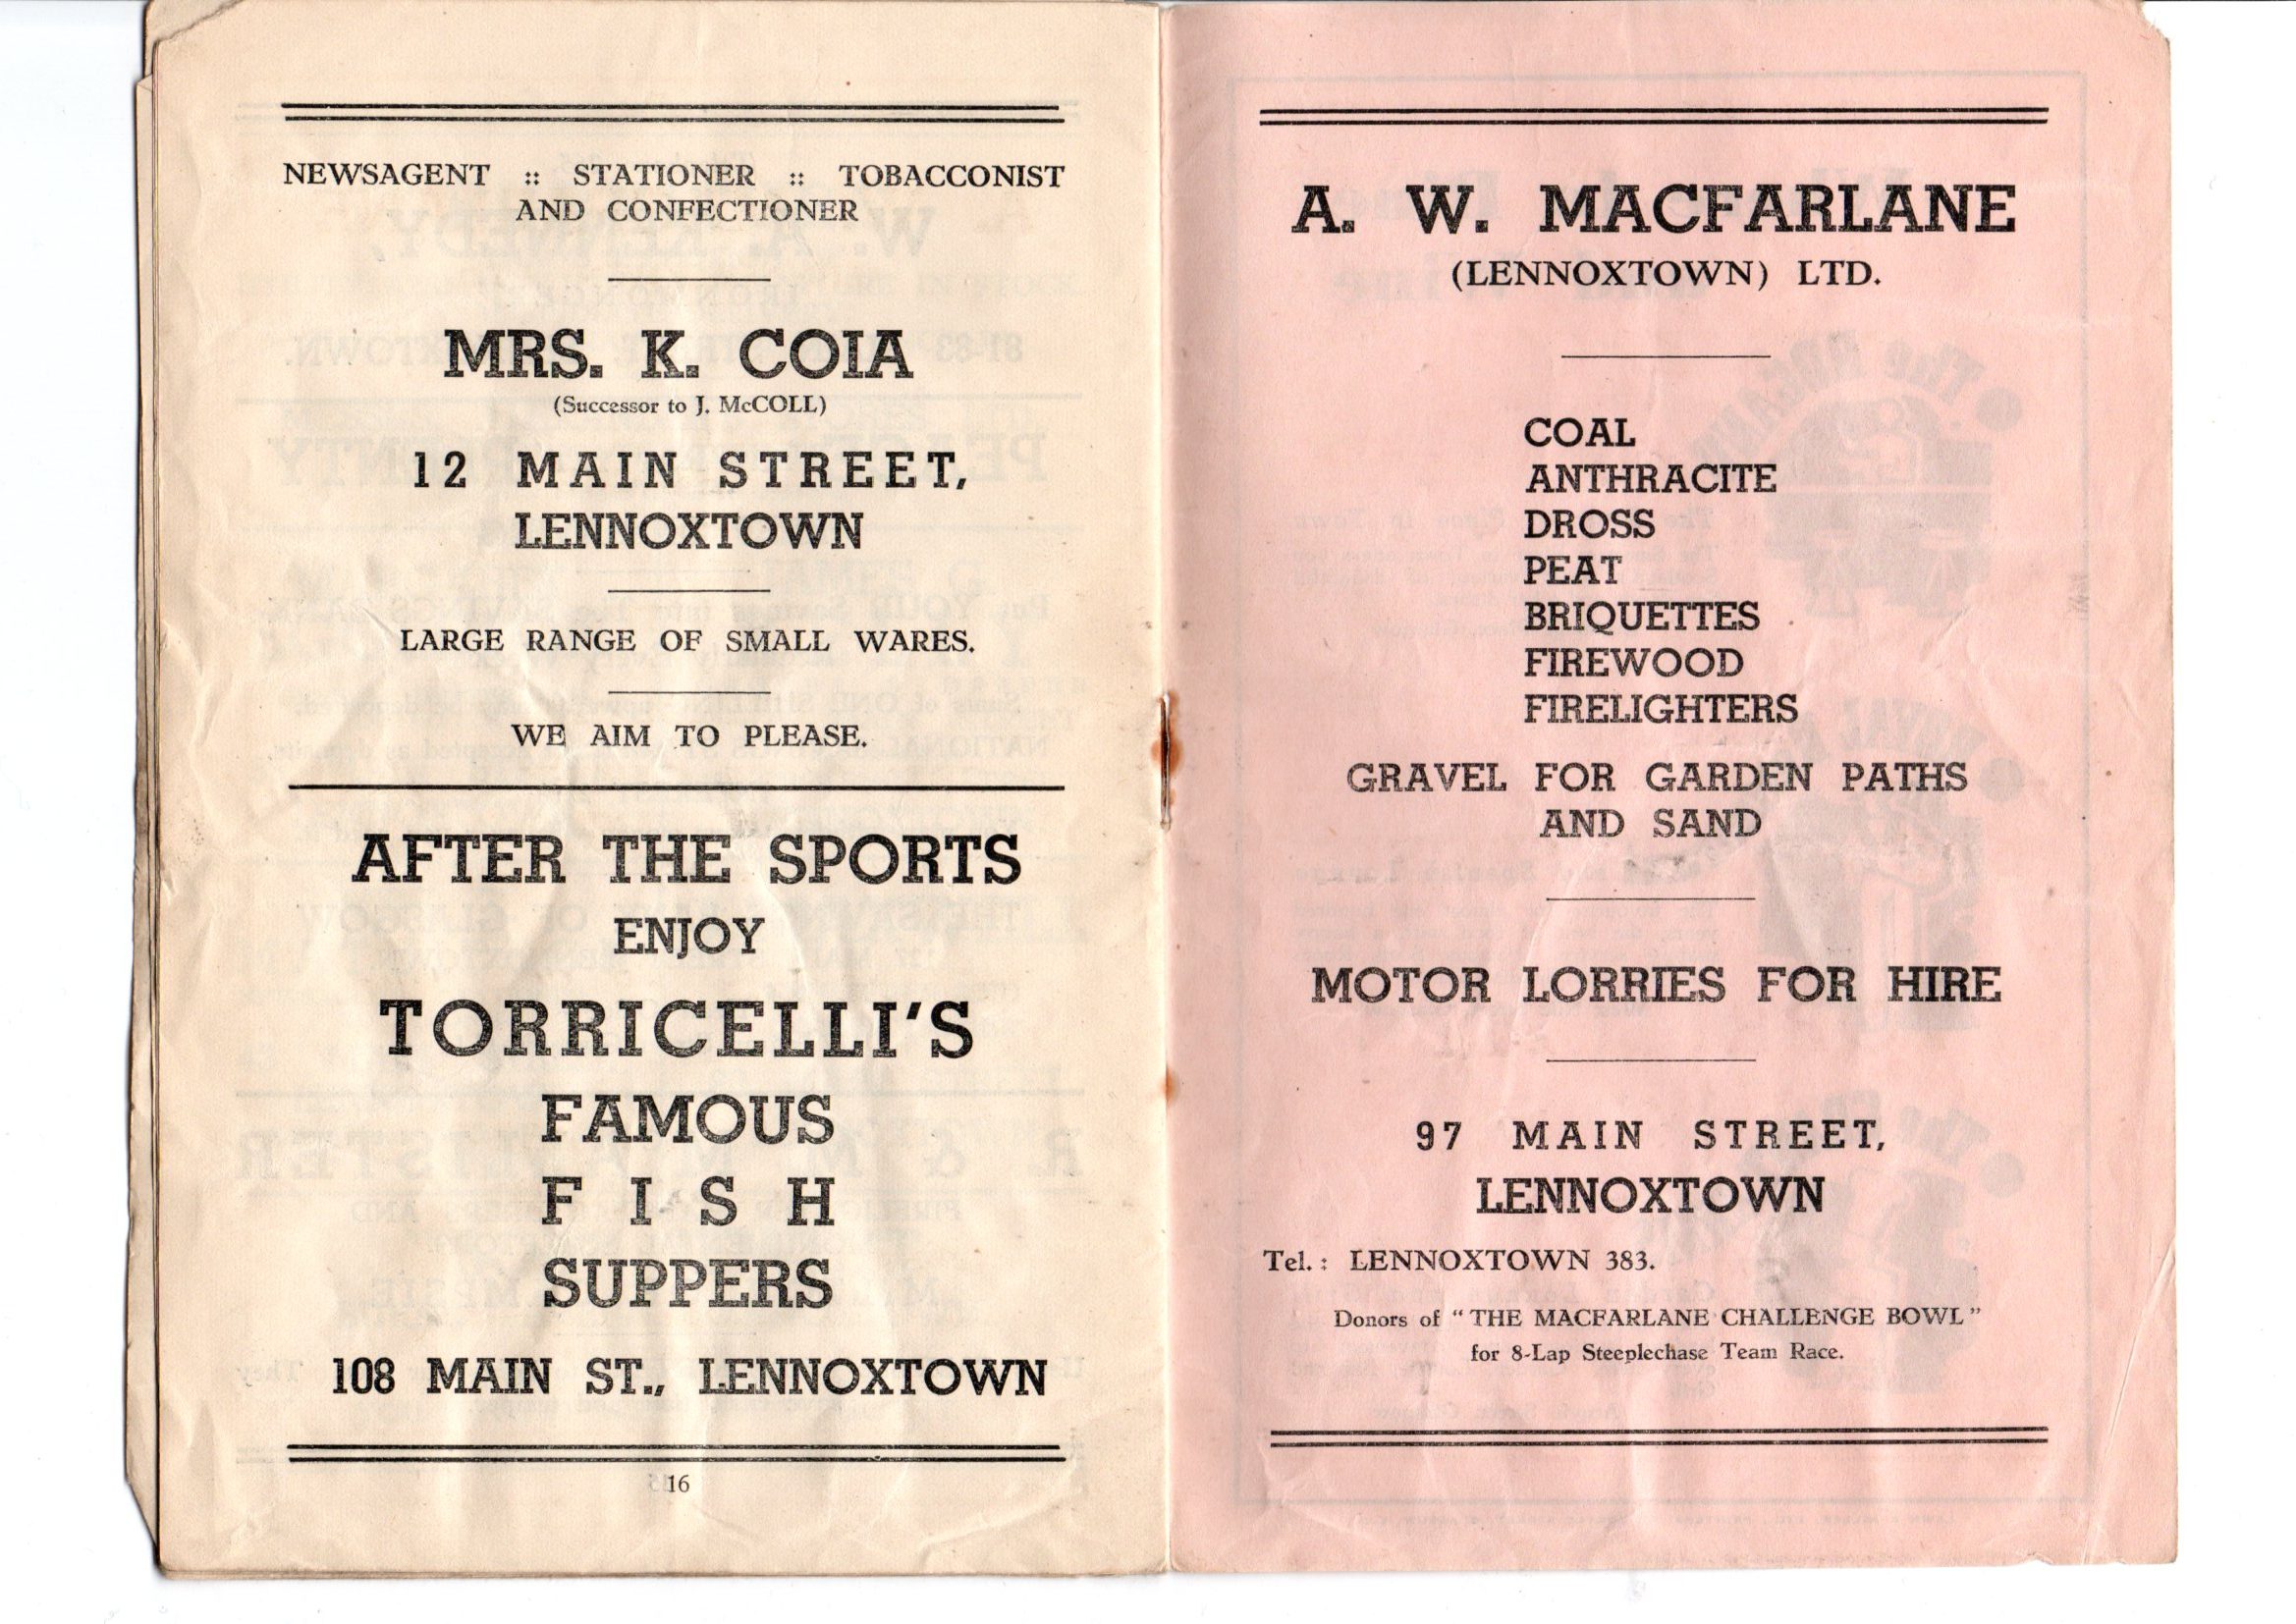 NEWSAGENT :: STATIONER :: TOBACCONIST
AND CONFECTIONER
MRS. K. COIA
(Successor to J. McCOLL)
12 MAIN STREET,
LENNOXTOWN
LARGE RANGE OF SMALL WARES.
WE AIM TO PLEASE.
AFTER THE SPORTS
ENJOY
TORRICELLI'S
FAMOUS
FISH
SUPPERS
108 MAIN ST., LENNOXTOWN
16
A. W. MACFARLANE
(LENNOXTOWN) LTD.
COAL
ANTHRACITE
DROSS
PEAT
BRIQUETTES
FIREWOOD
FIRELIGHTERS
GRAVEL FOR GARDEN PATHS
AND SAND
MOTOR LORRIES FOR HIRE
97 MAIN STREET,
LENNOXTOWN
Tel. : LENNOXTOWN 383.
Donors of "THE MACFARLANE CHALLENGE BOWL"
for 8-Lap Steeplechase Team Race.